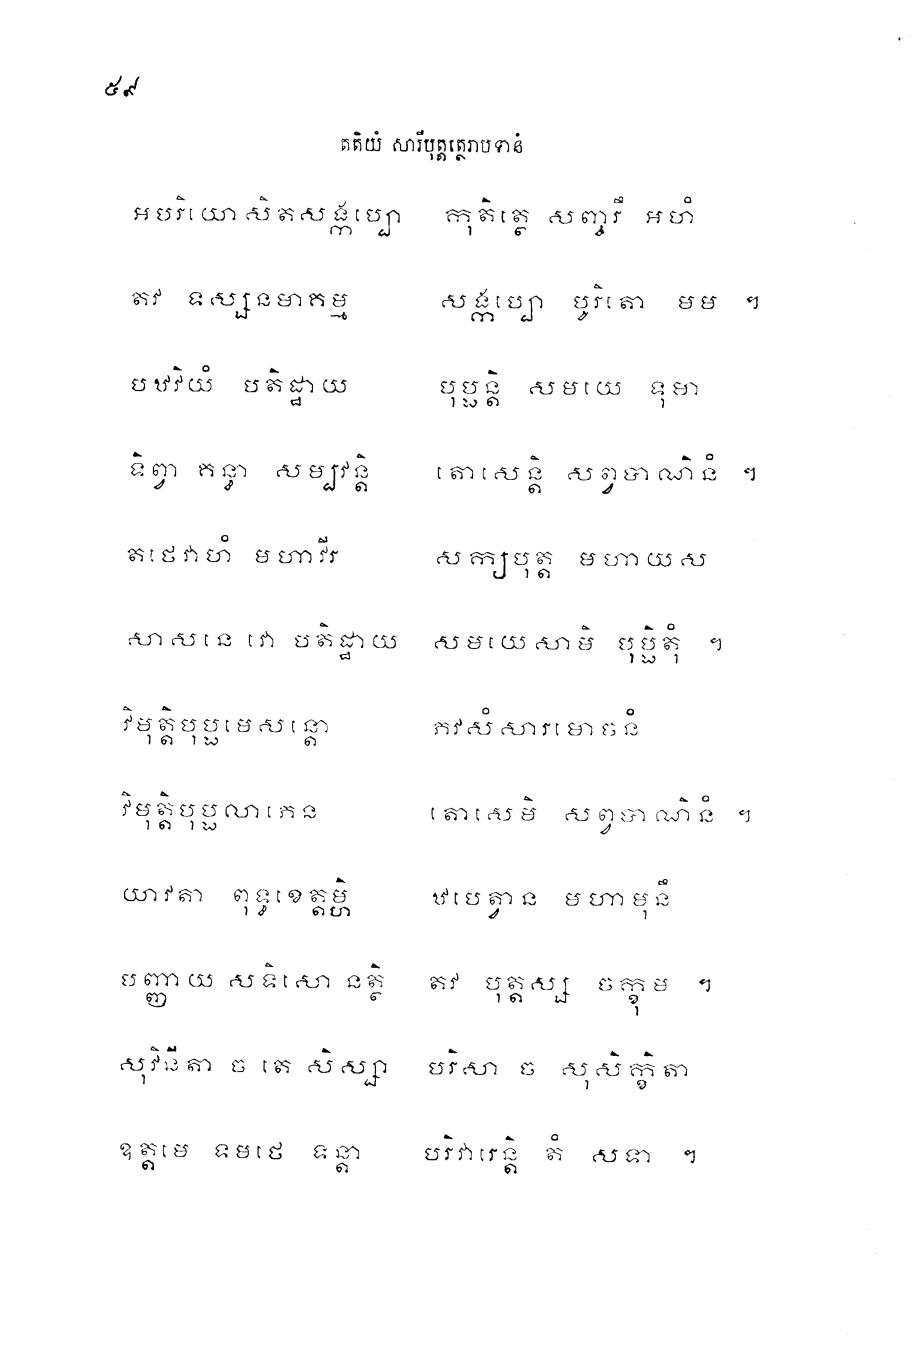 ៥៩
តតិយំ សារីបុត្តត្ថេរាបទានំ
អបរិយោសិតសង្កប្បោ កុតិត្ថេ សញ្ចរឹ អហំ
តវ ទស្សនមាគម្ម សង្កប្បោ បូរិតោ មម ។
បឋវិយំ បតិដ្ឋាយ បុប្ផន្តិ សមយេ ទុមា
ទិព្វា គន្ធា សម្បវន្តិ តោសេន្តិ សព្វបាណិនំ ។
តថេវាហំ មហាវីរ សក្យបុត្ត មហាយស
សាសនេ វោ បតិដ្ឋាយ សមយេសាមិ បុប្ផិតុំ ។
វិមុត្តិបុប្ផមេសន្តោ ភវសំសារមោចនំ
វិមុត្តិបុប្ផលាភេន តោសេមិ សព្វបាណិនំ ។
យាវតា ពុទ្ធខេត្តម្ហិ ឋបេត្វាន មហាមុនឹ
បញ្ញាយ សទិសោ នត្ថិ តវ បុត្តស្ស ចក្ខុម ។
សុវិនីតា ច តេ សិស្សា បរិសា ច សុសិក្ខិតា
ឧត្តមេ ទមថេ ទន្តា បរិវារេន្តិ តំ សទា ។